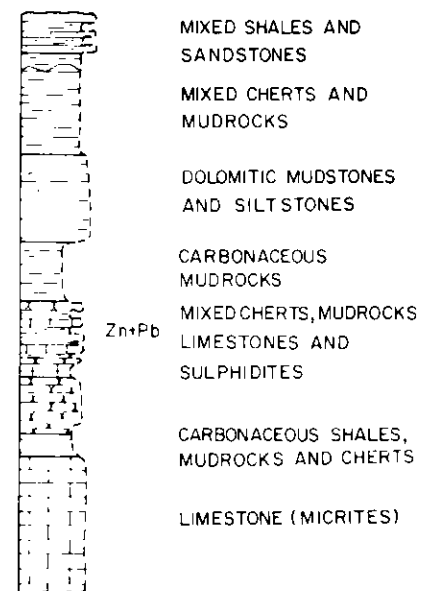 MIXED SHALES AND
SANDSTONES
MIXED CHERTS AND
MUDROCKS
DOLOMITIC MUDSTONES
AND SILTSTONES
CARBONACEOUS
MUDROCKS
Zn+Pb
MIXED CHERTS, MUDROCKS
LIMESTONES AND
SULPHIDITES
CARBONACEOUS SHALES,
MUDROCKS AND CHERTS
LIMESTONE (MICRITES)